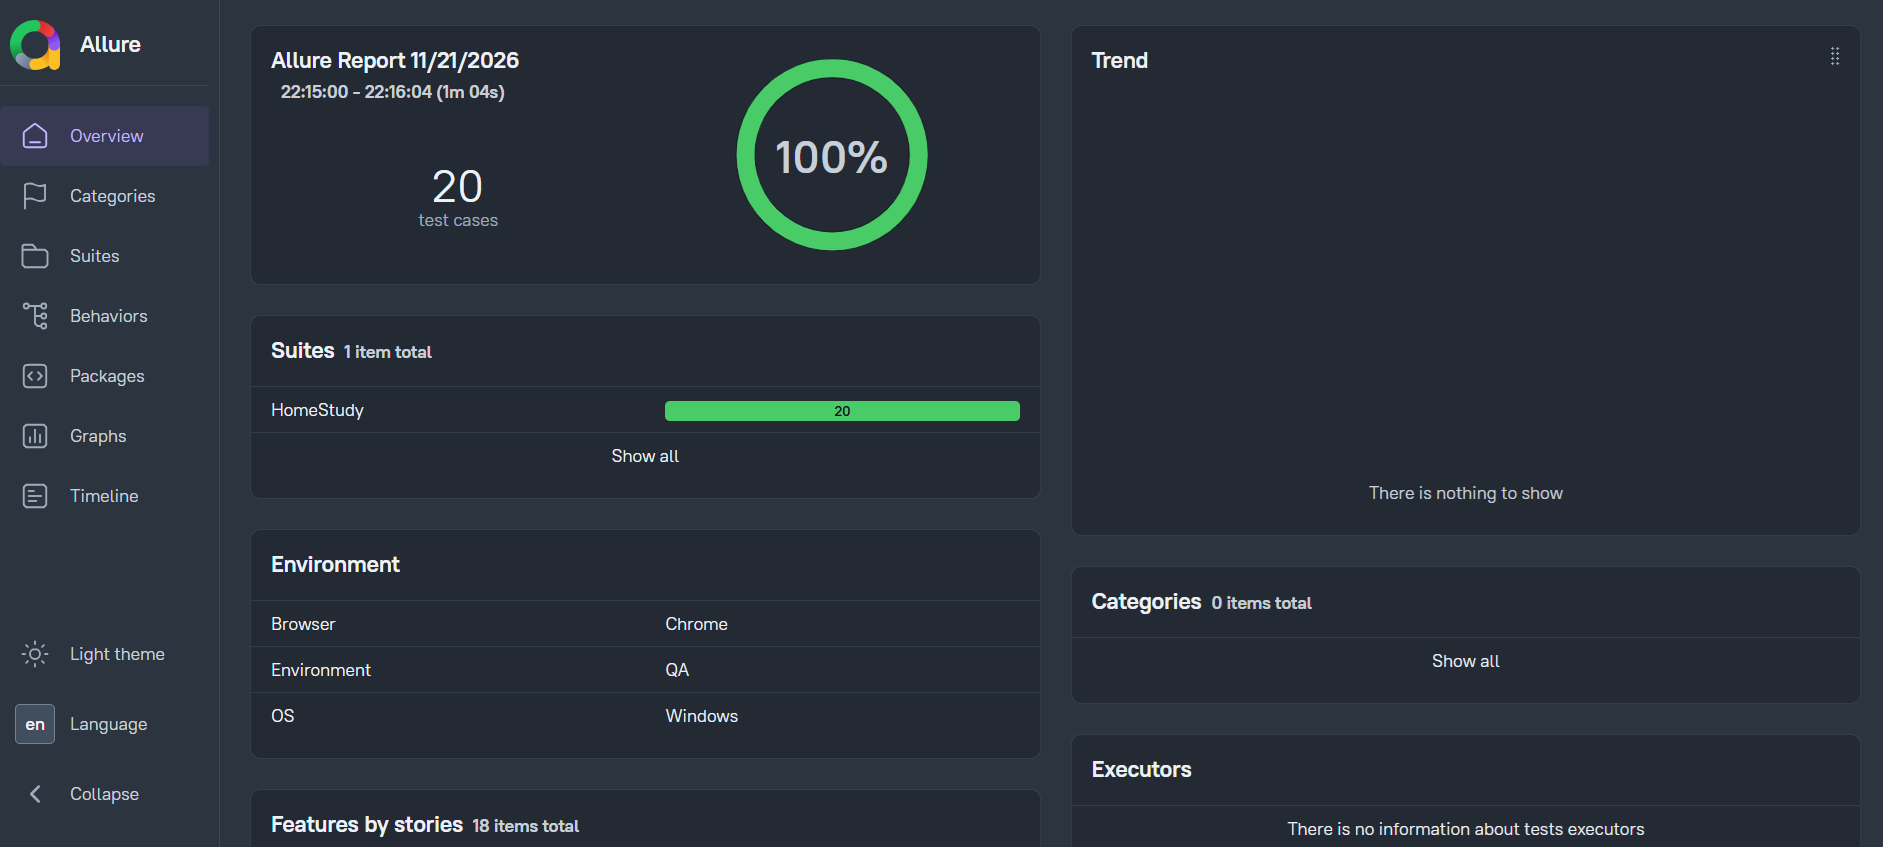 Allure
Overview
Categories
Suites
Behaviors
Packages
Graphs
Timeline
Light theme
en Language
Collapse
Allure Report 11/21/2026
22:15:00 - 22:16:04 (1m 04s)
20
test cases
100%
Suites 1 item total
HomeStudy 20
Show all
Environment
Browser Chrome
Environment QA
OS Windows
Features by stories 18 items total
Trend
There is nothing to show
Categories 0 items total
Show all
Executors
There is no information about tests executors